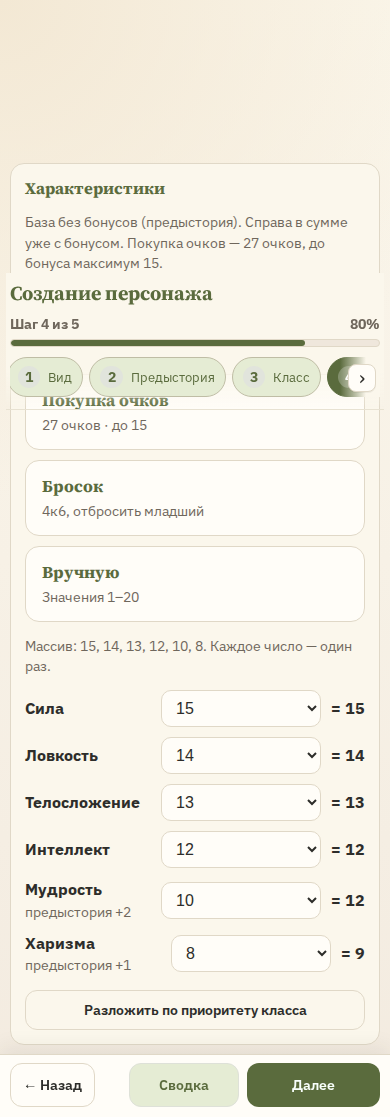 Характеристики
База без бонусов (предыстория). Справа в сумме
уже с бонусом. Покупка очков — 27 очков, до
бонуса максимум 15.
Создание персонажа
Шаг 4 из 5 80%
1 Вид 2 Предыстория 3 Класс 4 ›
Покупка очков
27 очков · до 15
Бросок
4к6, отбросить младший
Вручную
Значения 1–20
Массив: 15, 14, 13, 12, 10, 8. Каждое число — один
раз.
Сила 15 = 15
Ловкость 14 = 14
Телосложение 13 = 13
Интеллект 12 = 12
Мудрость
предыстория +2 10 = 12
Харизма
предыстория +1 8 = 9
Разложить по приоритету класса
← Назад Сводка Далее